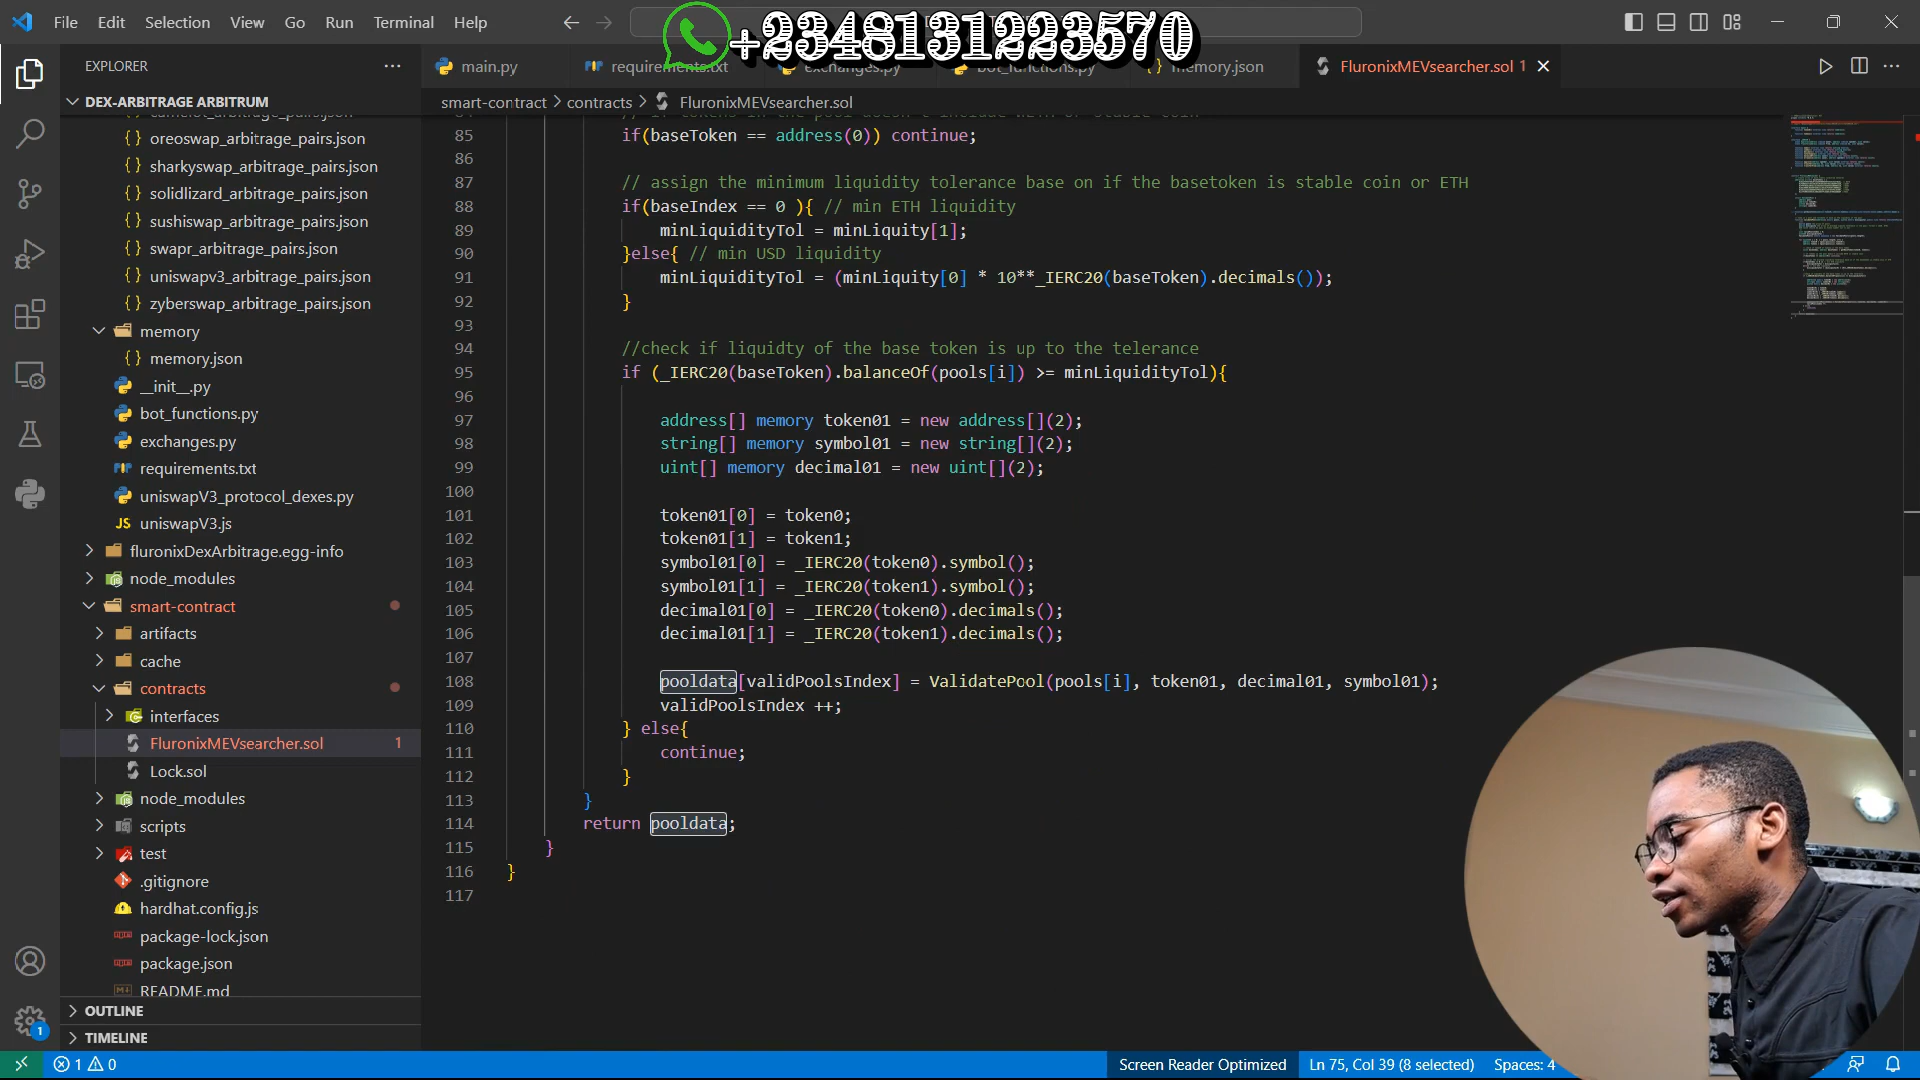 File Edit Selection View Go Run Terminal Help
+2348131223570
EXPLORER
main.py
requirements.txt
exchanges.py
bot_functions.py
memory.json
FluronixMEVsearcher.sol 1
DEX-ARBITRAGE ARBITRUM
smart-contract > contracts > FluronixMEVsearcher.sol
camelot_arbitrage_pairs.json
oreoswap_arbitrage_pairs.json
sharkyswap_arbitrage_pairs.json
solidlizard_arbitrage_pairs.json
sushiswap_arbitrage_pairs.json
swapr_arbitrage_pairs.json
uniswapv3_arbitrage_pairs.json
zyberswap_arbitrage_pairs.json
memory
memory.json
__init__.py
bot_functions.py
exchanges.py
requirements.txt
uniswapV3_protocol_dexes.py
JS uniswapV3.js
fluronixDexArbitrage.egg-info
node_modules
smart-contract
artifacts
cache
contracts
interfaces
FluronixMEVsearcher.sol 1
Lock.sol
node_modules
scripts
test
.gitignore
hardhat.config.js
package-lock.json
package.json
README.md
OUTLINE
TIMELINE
85 if(baseToken == address(0)) continue;
86
87 // assign the minimum liquidity tolerance base on if the basetoken is stable coin or ETH
88 if(baseIndex == 0 ){ // min ETH liquidity
89 minLiquidityTol = minLiquity[1];
90 }else{ // min USD liquidity
91 minLiquidityTol = (minLiquity[0] * 10**_IERC20(baseToken).decimals());
92 }
93
94 //check if liquidty of the base token is up to the telerance
95 if (_IERC20(baseToken).balanceOf(pools[i]) >= minLiquidityTol){
96
97 address[] memory token01 = new address[](2);
98 string[] memory symbol01 = new string[](2);
99 uint[] memory decimal01 = new uint[](2);
100
101 token01[0] = token0;
102 token01[1] = token1;
103 symbol01[0] = _IERC20(token0).symbol();
104 symbol01[1] = _IERC20(token1).symbol();
105 decimal01[0] = _IERC20(token0).decimals();
106 decimal01[1] = _IERC20(token1).decimals();
107
108 pooldata[validPoolsIndex] = ValidatePool(pools[i], token01, decimal01, symbol01);
109 validPoolsIndex ++;
110 } else{
111 continue;
112 }
113 }
114 return pooldata;
115 }
116 }
117
1
1 0
Screen Reader Optimized
Ln 75, Col 39 (8 selected)
Spaces: 4